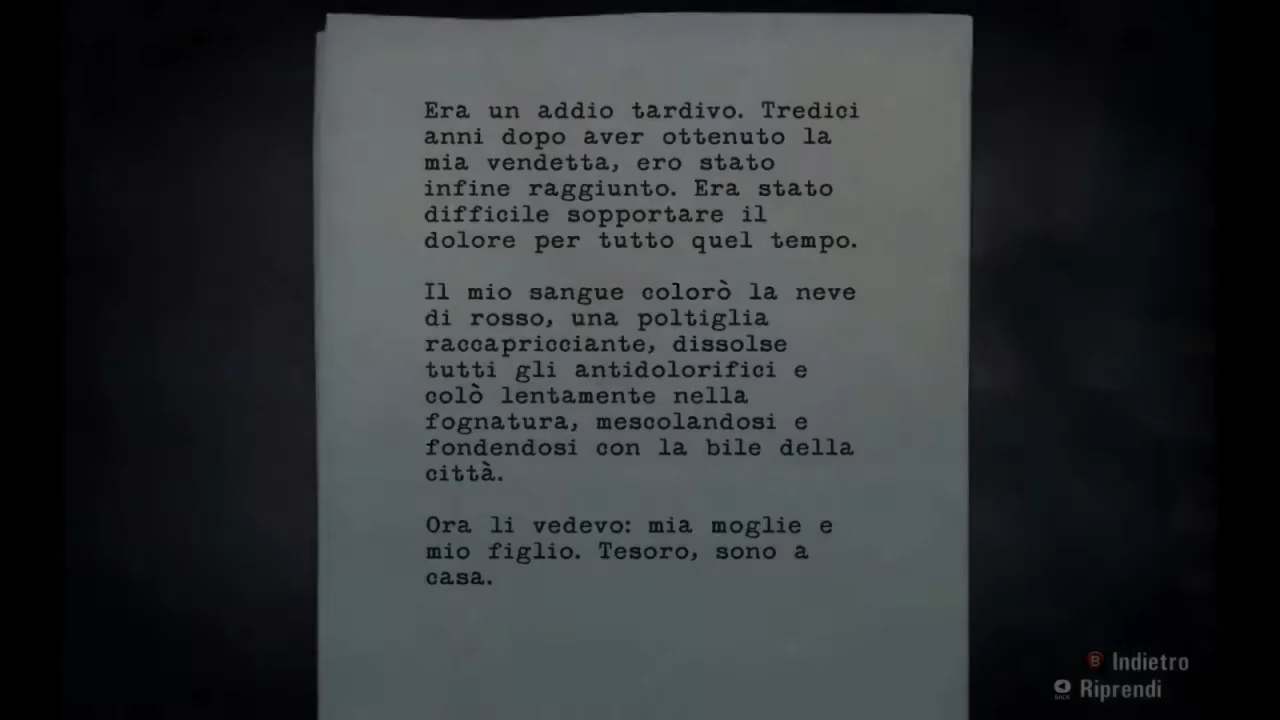 Era un addio tardivo. Tredici
anni dopo aver ottenuto la
mia vendetta, ero stato
infine raggiunto. Era stato
difficile sopportare il
dolore per tutto quel tempo.
Il mio sangue colorò la neve
di rosso, una poltiglia
raccapricciante, dissolse
tutti gli antidolorifici e
colò lentamente nella
fognatura, mescolandosi e
fondendosi con la bile della
città.
Ora li vedevo: mia moglie e
mio figlio. Tesoro, sono a
casa.
B Indietro
BACK Riprendi